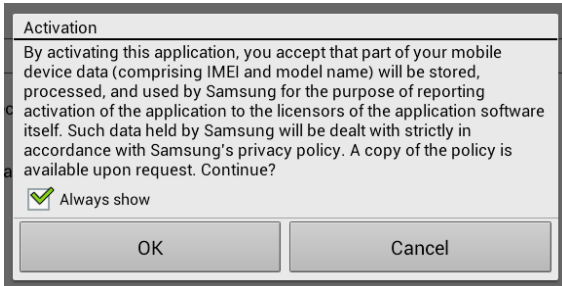 Activation
By activating this application, you accept that part of your mobile
device data (comprising IMEI and model name) will be stored,
processed, and used by Samsung for the purpose of reporting
activation of the application to the licensors of the application software
itself. Such data held by Samsung will be dealt with strictly in
accordance with Samsung's privacy policy. A copy of the policy is
available upon request. Continue?
Always show
OK
Cancel